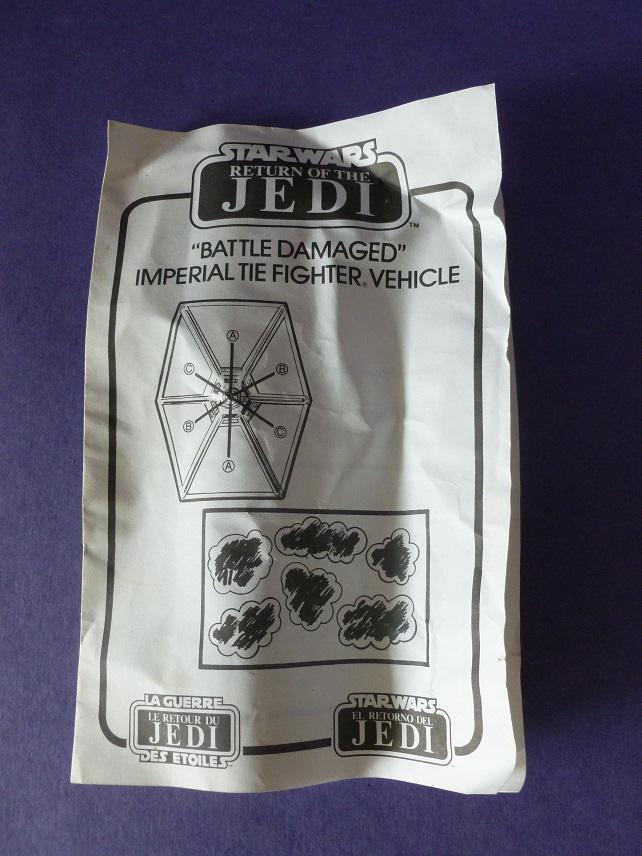 STAR WARS
RETURN OF THE
JEDI
™
“BATTLE DAMAGED”
IMPERIAL TIE FIGHTER® VEHICLE
A
C
B
B
C
A
LA GUERRE
LE RETOUR DU
JEDI
DES ETOILES™
STAR WARS
EL RETORNO DEL
JEDI